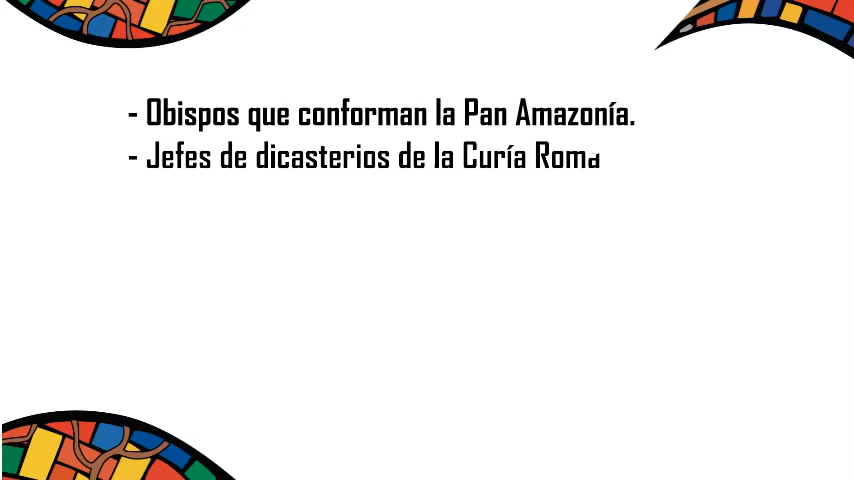 - Obispos que conforman la Pan Amazonía.
- Jefes de dicasterios de la Curía Roma